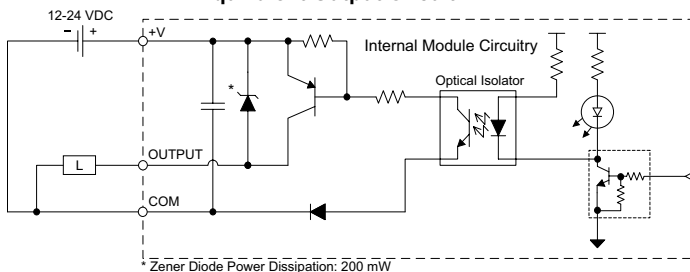 12-24 VDC
− +
+V
Internal Module Circuitry
Optical Isolator
*
OUTPUT
L
COM
* Zener Diode Power Dissipation: 200 mW